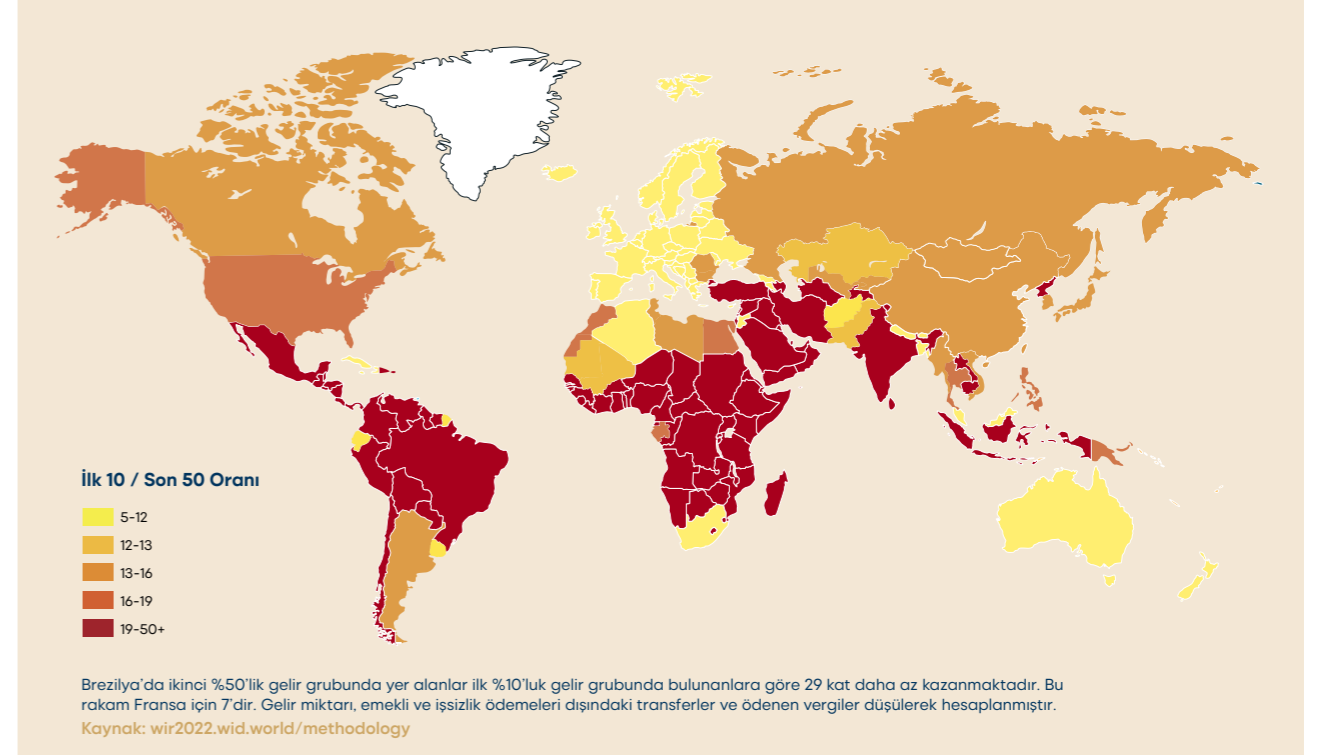 İlk 10 / Son 50 Oranı
5-12
12-13
13-16
16-19
19-50+
Brezilya’da ikinci %50’lik gelir grubunda yer alanlar ilk %10’luk gelir grubunda bulunanlara göre 29 kat daha az kazanmaktadır. Bu
rakam Fransa için 7’dir. Gelir miktarı, emekli ve işsizlik ödemeleri dışındaki transferler ve ödenen vergiler düşülerek hesaplanmıştır.
Kaynak: wir2022.wid.world/methodology